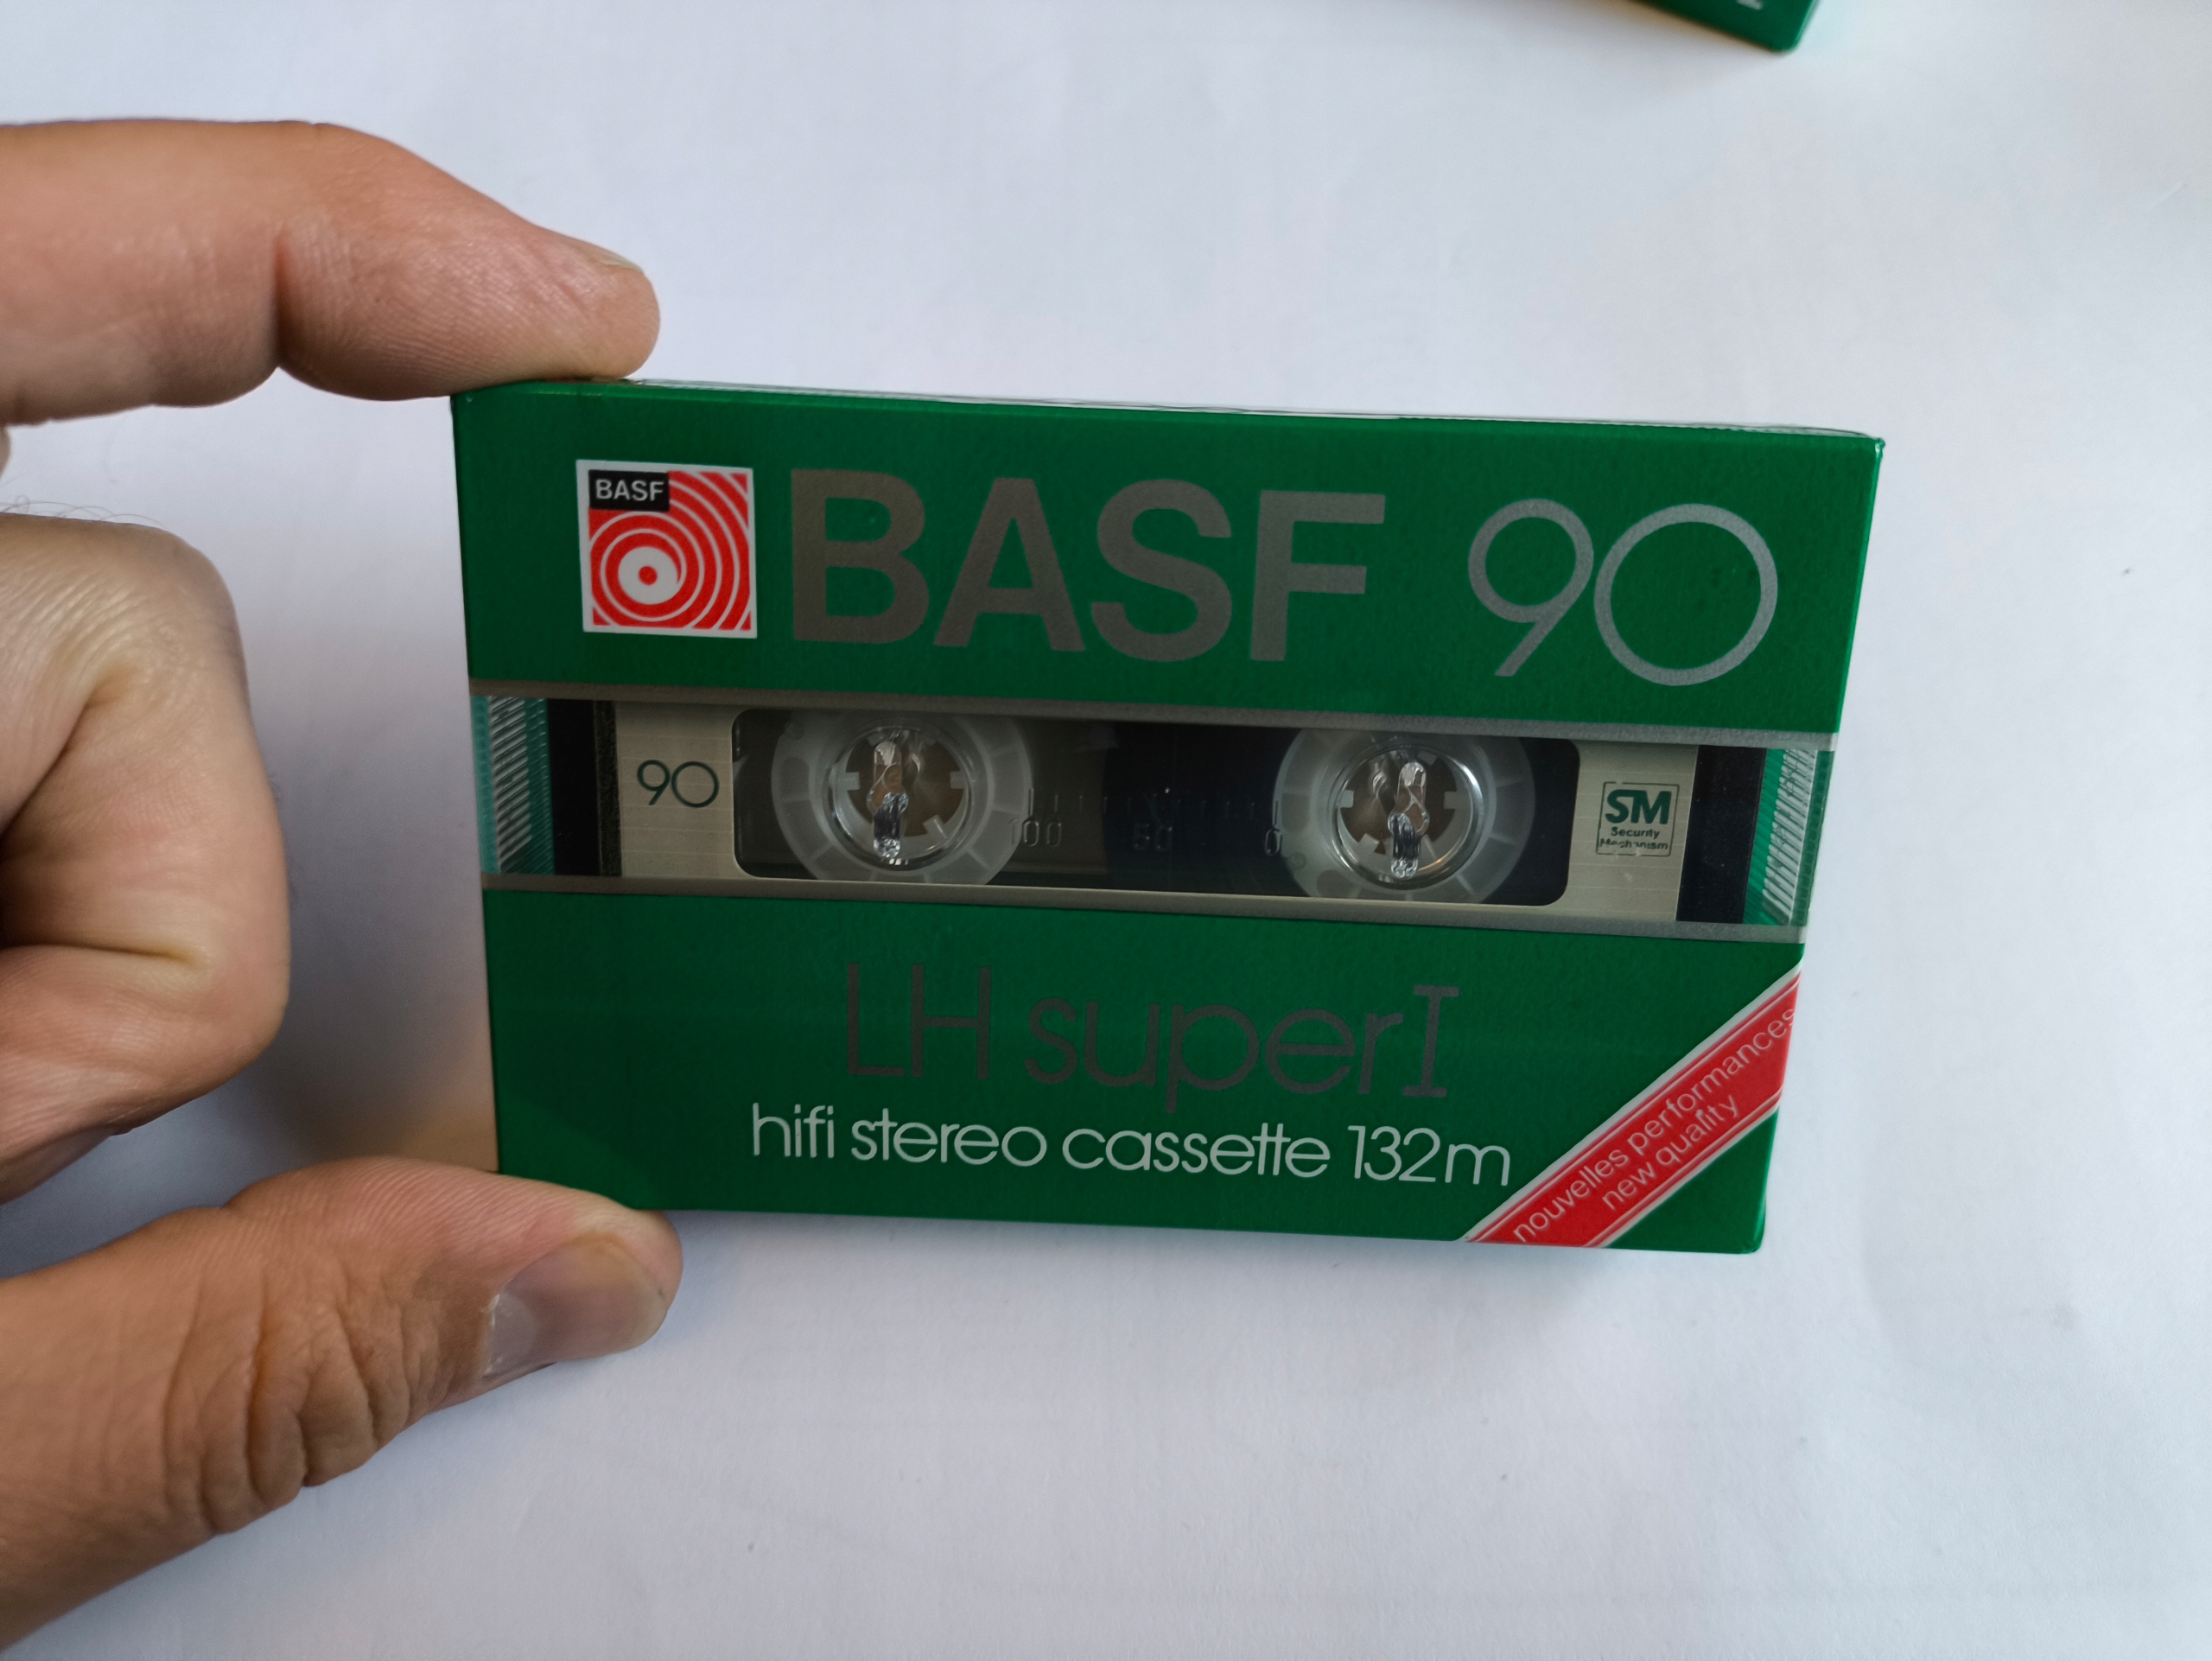 BASF
BASF 90
90
100 50 0
SM
Security
Mechanism
LH super I
hifi stereo cassette 132m
nouvelles performances
new quality